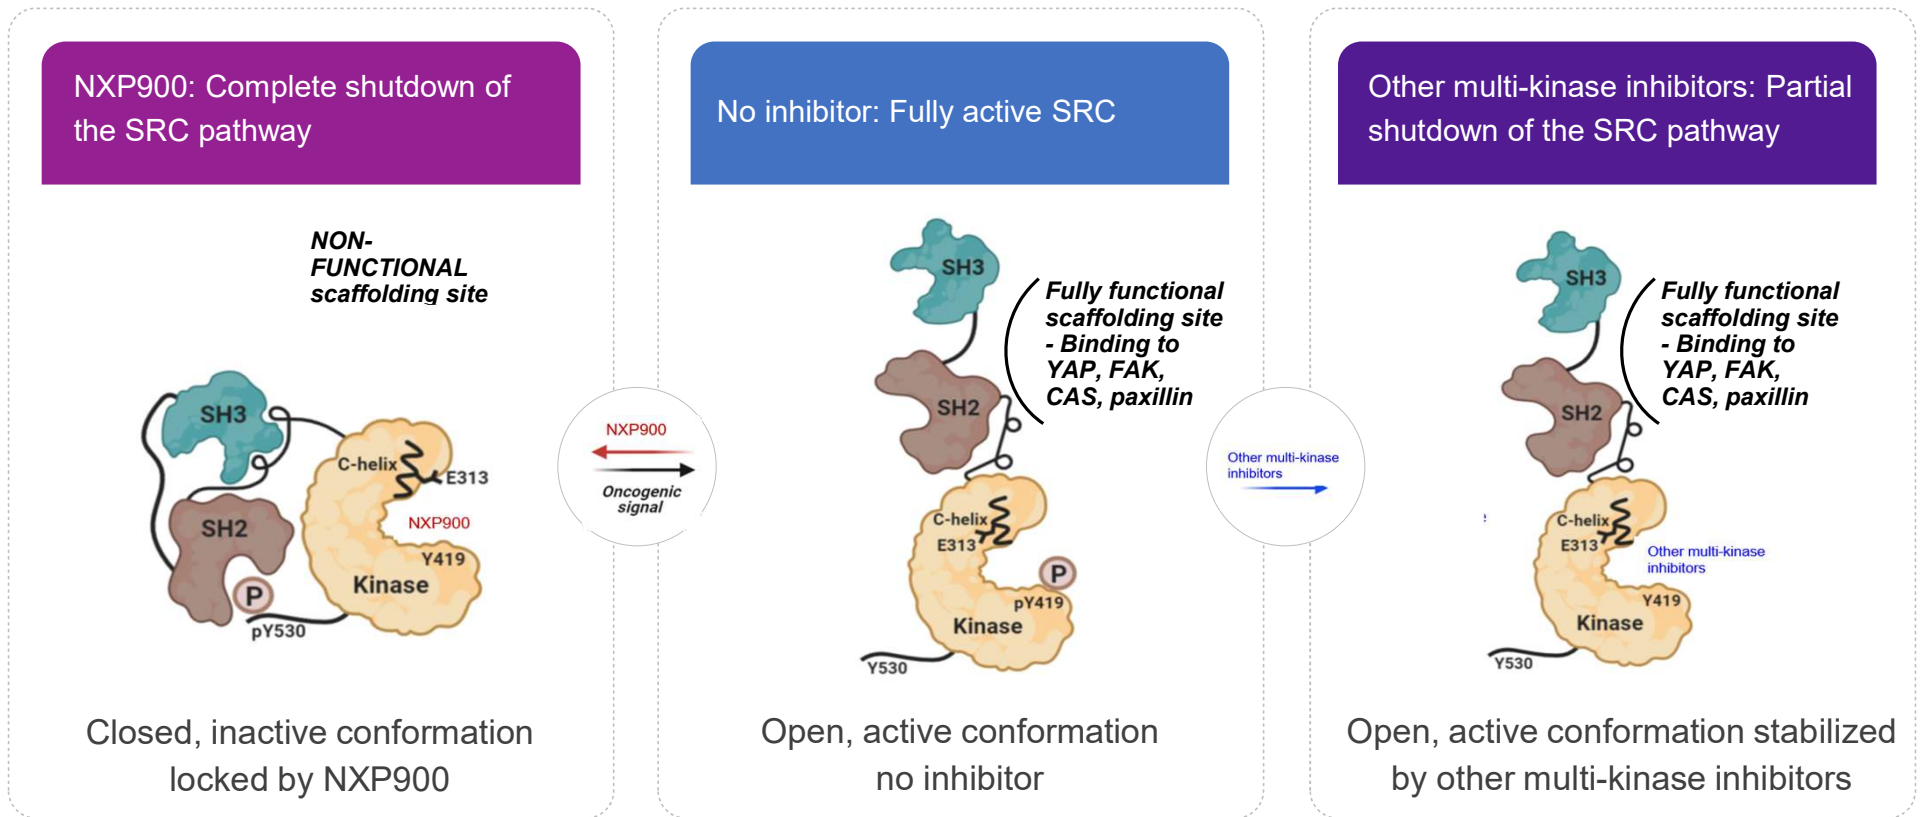 NXP900: Complete shutdown of
the SRC pathway
NON-
FUNCTIONAL
scaffolding site
SH3
C-helix
E313
NXP900
SH2
Y419
Kinase
P
pY530
Closed, inactive conformation
locked by NXP900
NXP900
Oncogenic
signal
No inhibitor: Fully active SRC
SH3
Fully functional
scaffolding site
- Binding to
YAP, FAK,
CAS, paxillin
SH2
C-helix
E313
P
pY419
Kinase
Y530
Open, active conformation
no inhibitor
Other multi-kinase
inhibitors
Other multi-kinase inhibitors: Partial
shutdown of the SRC pathway
SH3
Fully functional
scaffolding site
- Binding to
YAP, FAK,
CAS, paxillin
SH2
C-helix
E313
Other multi-kinase
inhibitors
Y419
Kinase
Y530
Open, active conformation stabilized
by other multi-kinase inhibitors